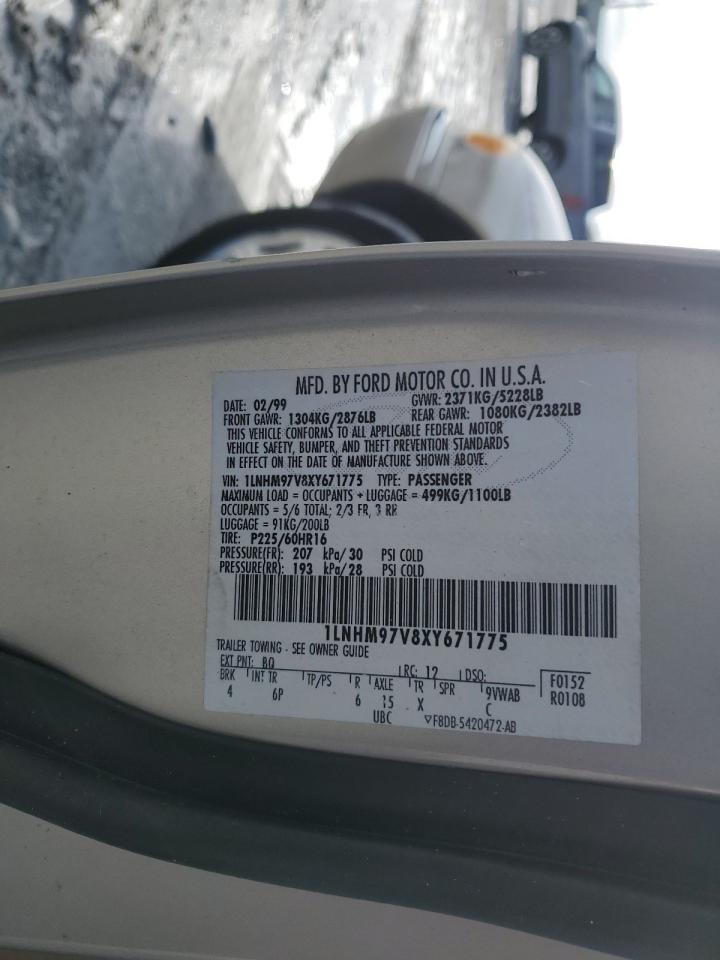 MFD. BY FORD MOTOR CO. IN U.S.A.
DATE: 02/99 GVWR: 2371KG/5228LB
FRONT GAWR: 1304KG/2876LB REAR GAWR: 1080KG/2382LB
THIS VEHICLE CONFORMS TO ALL APPLICABLE FEDERAL MOTOR
VEHICLE SAFETY, BUMPER, AND THEFT PREVENTION STANDARDS
IN EFFECT ON THE DATE OF MANUFACTURE SHOWN ABOVE.
VIN: 1LNHM97V8XY671775 TYPE: PASSENGER
MAXIMUM LOAD = OCCUPANTS + LUGGAGE = 499KG/1100LB
OCCUPANTS = 5/6 TOTAL; 2/3 FR, 3 RR
LUGGAGE = 91KG/200LB
TIRE: P225/60HR16
PRESSURE(FR): 207 kPa/30 PSI COLD
PRESSURE(RR): 193 kPa/28 PSI COLD
1LNHM97V8XY671775
TRAILER TOWING - SEE OWNER GUIDE
EXT PNT: BQ RC: 12 DSO: F0152
BRK INT TR TP/PS R AXLE TR SPR 9VWAB R0108
4 6P 6 15 X C
UBC ▽F8DB-5420472-AB